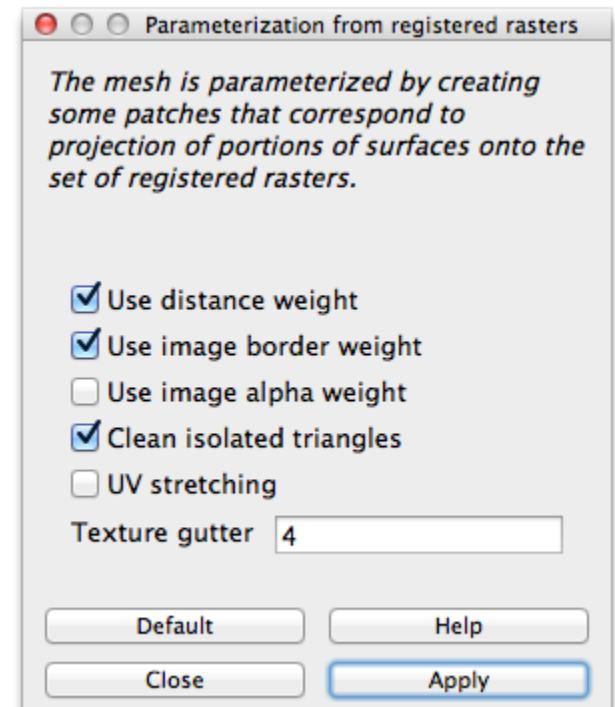 Parameterization from registered rasters
The mesh is parameterized by creating
some patches that correspond to
projection of portions of surfaces onto the
set of registered rasters.
Use distance weight
Use image border weight
Use image alpha weight
Clean isolated triangles
UV stretching
Texture gutter 4
Default Help
Close Apply